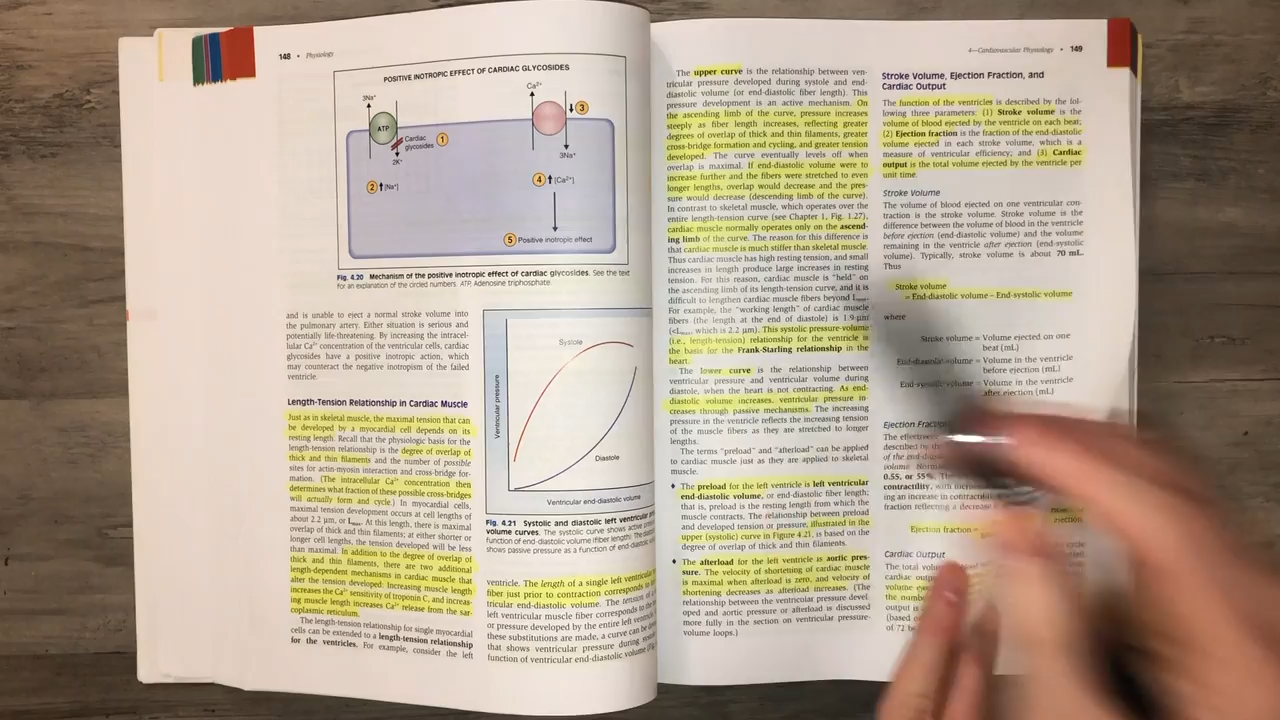 148 • Physiology
POSITIVE INOTROPIC EFFECT OF CARDIAC GLYCOSIDES
3Na⁺
ATP
Cardiac
glycosides
1
2K⁺
2 ↑[Na⁺]
Ca²⁺
3
3Na⁺
4 ↑ [Ca²⁺]
5 Positive inotropic effect
Fig. 4.20 Mechanism of the positive inotropic effect of cardiac glycosides. See the text
for an explanation of the circled numbers. ATP, Adenosine triphosphate.
and is unable to eject a normal stroke volume into
the pulmonary artery. Either situation is serious and
potentially life-threatening. By increasing the intracel-
lular Ca²⁺ concentration of the ventricular cells, cardiac
glycosides have a positive inotropic action, which
may counteract the negative inotropism of the failed
ventricle.
Length-Tension Relationship in Cardiac Muscle
Just as in skeletal muscle, the maximal tension that can
be developed by a myocardial cell depends on its
resting length. Recall that the physiologic basis for the
length-tension relationship is the degree of overlap of
thick and thin filaments and the number of possible
sites for actin-myosin interaction and cross-bridge for-
mation. (The intracellular Ca²⁺ concentration then
determines what fraction of these possible cross-bridges
will actually form and cycle.) In myocardial cells,
maximal tension development occurs at cell lengths of
about 2.2 μm, or Lmax. At this length, there is maximal
overlap of thick and thin filaments; at either shorter or
longer cell lengths, the tension developed will be less
than maximal. In addition to the degree of overlap of
thick and thin filaments, there are two additional
length-dependent mechanisms in cardiac muscle that
alter the tension developed: Increasing muscle length
increases the Ca²⁺ sensitivity of troponin C, and increas-
ing muscle length increases Ca²⁺ release from the sar-
coplasmic reticulum.
The length-tension relationship for single myocardial
cells can be extended to a length-tension relationship
for the ventricles. For example, consider the left
Ventricular pressure
Systole
Diastole
Ventricular end-diastolic volume
Fig. 4.21 Systolic and diastolic left ventricular
volume curves. The systolic curve shows active
function of end-diastolic volume (fiber length). The
shows passive pressure as a function of end-diastolic
ventricle. The length of a single left ventricular
fiber just prior to contraction corresponds to
tricular end-diastolic volume. The tension of a
left ventricular muscle fiber corresponds to the
or pressure developed by the entire left
these substitutions are made, a curve can be
that shows ventricular pressure during
function of ventricular end-diastolic volume
4—Cardiovascular Physiology • 149
The upper curve is the relationship between ven-
tricular pressure developed during systole and end-
diastolic volume (or end-diastolic fiber length). This
pressure development is an active mechanism. On
the ascending limb of the curve, pressure increases
steeply as fiber length increases, reflecting greater
degrees of overlap of thick and thin filaments, greater
cross-bridge formation and cycling, and greater tension
developed. The curve eventually levels off when
overlap is maximal. If end-diastolic volume were to
increase further and the fibers were stretched to even
longer lengths, overlap would decrease and the pres-
sure would decrease (descending limb of the curve).
In contrast to skeletal muscle, which operates over the
entire length-tension curve (see Chapter 1, Fig. 1.27),
cardiac muscle normally operates only on the ascend-
ing limb of the curve. The reason for this difference is
that cardiac muscle is much stiffer than skeletal muscle.
Thus cardiac muscle has high resting tension, and small
increases in length produce large increases in resting
tension. For this reason, cardiac muscle is "held" on
the ascending limb of its length-tension curve, and it is
difficult to lengthen cardiac muscle fibers beyond Lmax.
For example, the "working length" of cardiac muscle
fibers (the length at the end of diastole) is 1.9 μm
(<Lmax, which is 2.2 μm). This systolic pressure-volume
(i.e., length-tension) relationship for the ventricle is
the basis for the Frank-Starling relationship in the
heart.
The lower curve is the relationship between
ventricular pressure and ventricular volume during
diastole, when the heart is not contracting. As end-
diastolic volume increases, ventricular pressure in-
creases through passive mechanisms. The increasing
pressure in the ventricle reflects the increasing tension
of the muscle fibers as they are stretched to longer
lengths.
The terms "preload" and "afterload" can be applied
to cardiac muscle just as they are applied to skeletal
muscle.
♦ The preload for the left ventricle is left ventricular
end-diastolic volume, or end-diastolic fiber length;
that is, preload is the resting length from which the
muscle contracts. The relationship between preload
and developed tension or pressure, illustrated in the
upper (systolic) curve in Figure 4.21, is based on the
degree of overlap of thick and thin filaments.
♦ The afterload for the left ventricle is aortic pres-
sure. The velocity of shortening of cardiac muscle
is maximal when afterload is zero, and velocity of
shortening decreases as afterload increases. (The
relationship between the ventricular pressure devel-
oped and aortic pressure or afterload is discussed
more fully in the section on ventricular pressure-
volume loops.)
Stroke Volume, Ejection Fraction, and
Cardiac Output
The function of the ventricles is described by the fol-
lowing three parameters: (1) Stroke volume is the
volume of blood ejected by the ventricle on each beat;
(2) Ejection fraction is the fraction of the end-diastolic
volume ejected in each stroke volume, which is a
measure of ventricular efficiency; and (3) Cardiac
output is the total volume ejected by the ventricle per
unit time.
Stroke Volume
The volume of blood ejected on one ventricular con-
traction is the stroke volume. Stroke volume is the
difference between the volume of blood in the ventricle
before ejection (end-diastolic volume) and the volume
remaining in the ventricle after ejection (end-systolic
volume). Typically, stroke volume is about 70 mL.
Thus
Stroke volume
= End-diastolic volume − End-systolic volume
where
Stroke volume = Volume ejected on one
beat (mL)
End-diastolic volume = Volume in the ventricle
before ejection (mL)
End-systolic volume = Volume in the ventricle
after ejection (mL)
Ejection Fraction
The effectiveness
described by the
of the end-diastolic
volume. Normally
0.55, or 55%. The
contractility, with increases
ing an increase in contractility
fraction reflecting a decrease
Ejection fraction =
Cardiac Output
The total volume
cardiac output
volume ejected
the number
output is
(based o
of 72 b